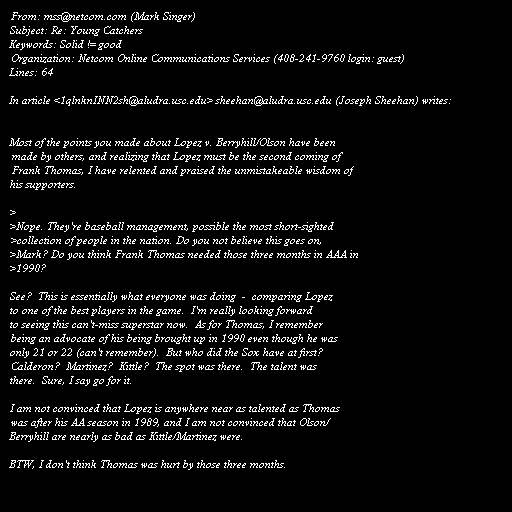 From: mss@netcom.com (Mark Singer)
Subject: Re: Young Catchers
Keywords: Solid != good
Organization: Netcom Online Communications Services (408-241-9760 login: guest)
Lines: 64
In article <1qlnknINN2sh@aludra.usc.edu> sheehan@aludra.usc.edu (Joseph Sheehan) writes:
Most of the points you made about Lopez v. Berryhill/Olson have been
made by others, and realizing that Lopez must be the second coming of
Frank Thomas, I have relented and praised the unmistakeable wisdom of
his supporters.
>
>Nope. They're baseball management, possible the most short-sighted
>collection of people in the nation. Do you not believe this goes on,
>Mark? Do you think Frank Thomas needed those three months in AAA in
>1990?
See?  This is essentially what everyone was doing  -  comparing Lopez
to one of the best players in the game.  I'm really looking forward
to seeing this can't-miss superstar now.  As for Thomas, I remember
being an advocate of his being brought up in 1990 even though he was
only 21 or 22 (can't remember).  But who did the Sox have at first?
Calderon?  Martinez?  Kittle?  The spot was there.  The talent was
there.  Sure, I say go for it.
I am not convinced that Lopez is anywhere near as talented as Thomas
was after his AA season in 1989, and I am not convinced that Olson/
Berryhill are nearly as bad as Kittle/Martinez were.
BTW, I don't think Thomas was hurt by those three months.